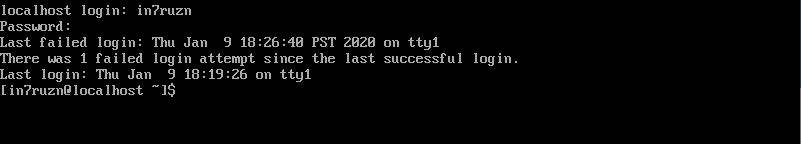 localhost login: in7ruzn
Password:
Last failed login: Thu Jan  9 18:26:40 PST 2020 on tty1
There was 1 failed login attempt since the last successful login.
Last login: Thu Jan  9 18:19:26 on tty1
[in7ruzn@localhost ~]$